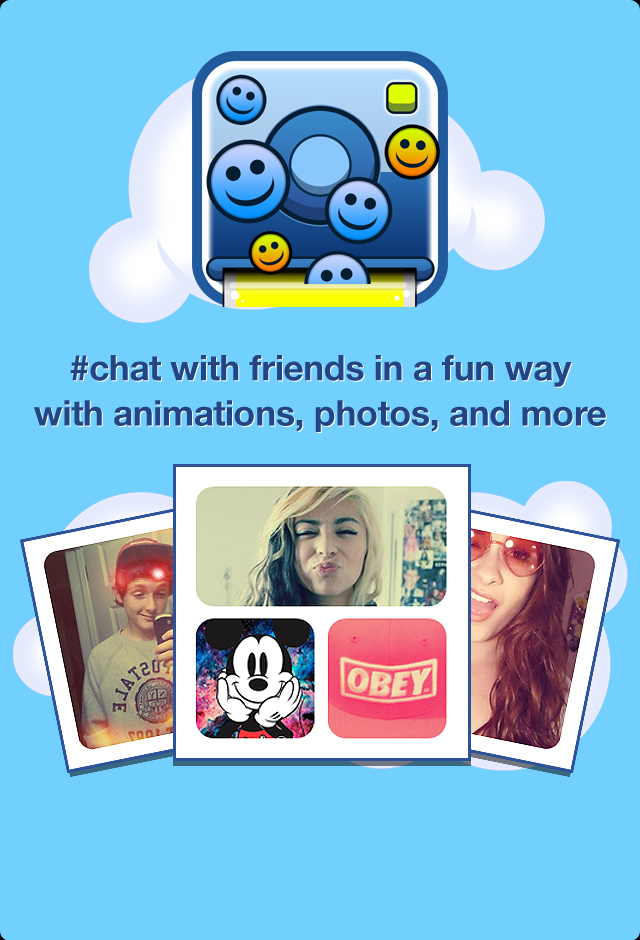 #chat with friends in a fun way
with animations, photos, and more
OBEY